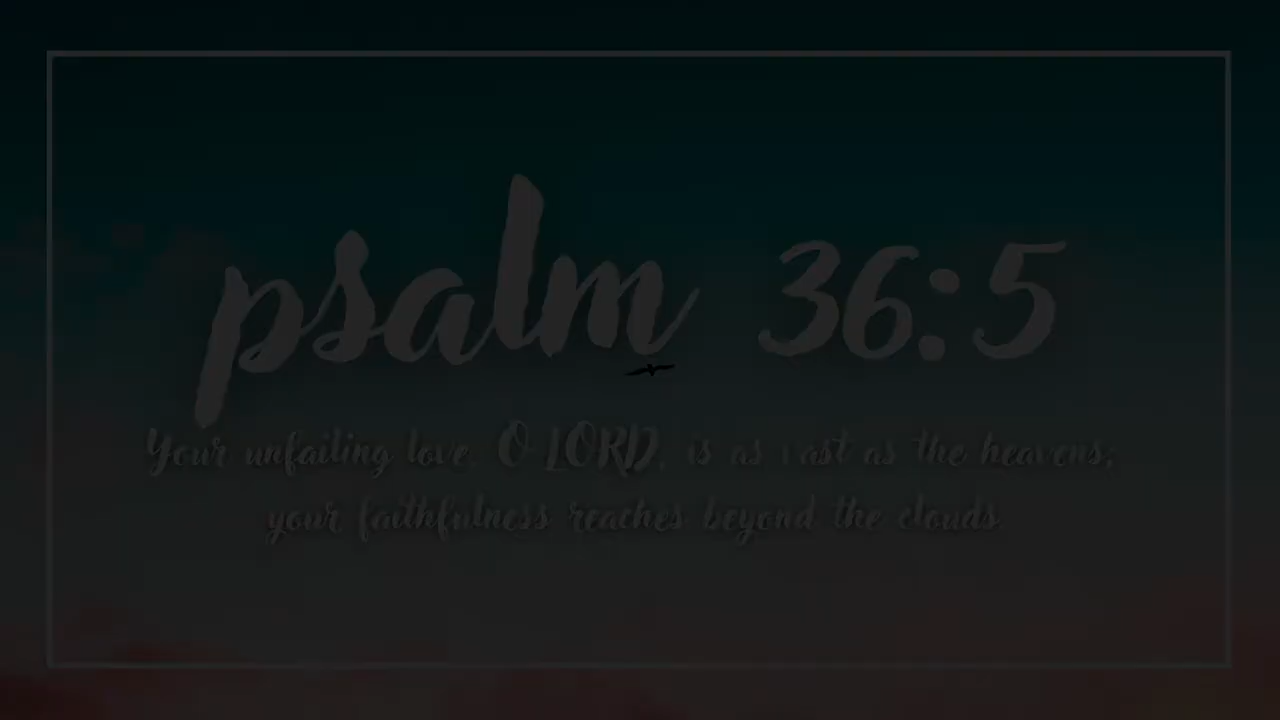 psalm 36:5
Your unfailing love, O LORD, is as vast as the heavens;
your faithfulness reaches beyond the clouds